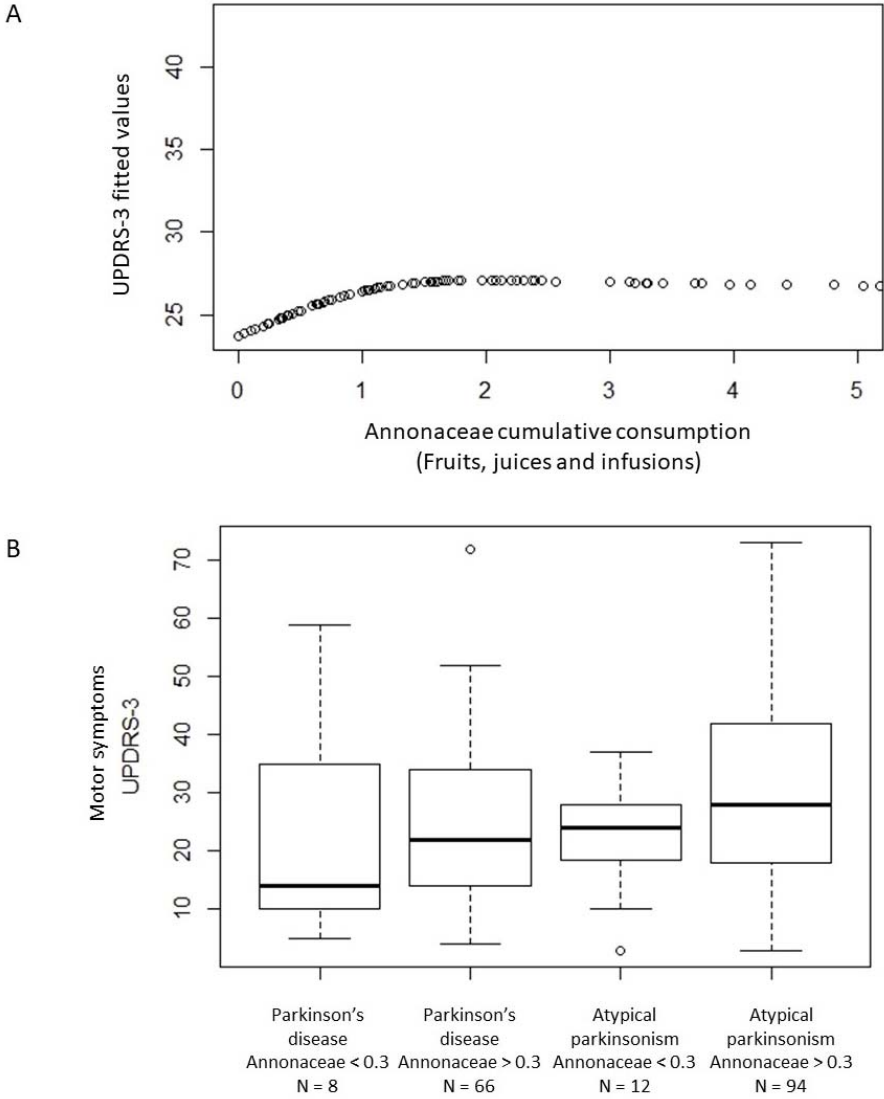 A
UPDRS-3 fitted values
40
35
30
25
0 1 2 3 4 5
Annonaceae cumulative consumption
(Fruits, juices and infusions)
B
Motor symptoms
UPDRS-3
70
60
50
40
30
20
10
Parkinson’s Parkinson’s Atypical Atypical
disease disease parkinsonism parkinsonism
Annonaceae < 0.3 Annonaceae > 0.3 Annonaceae < 0.3 Annonaceae > 0.3
N = 8 N = 66 N = 12 N = 94